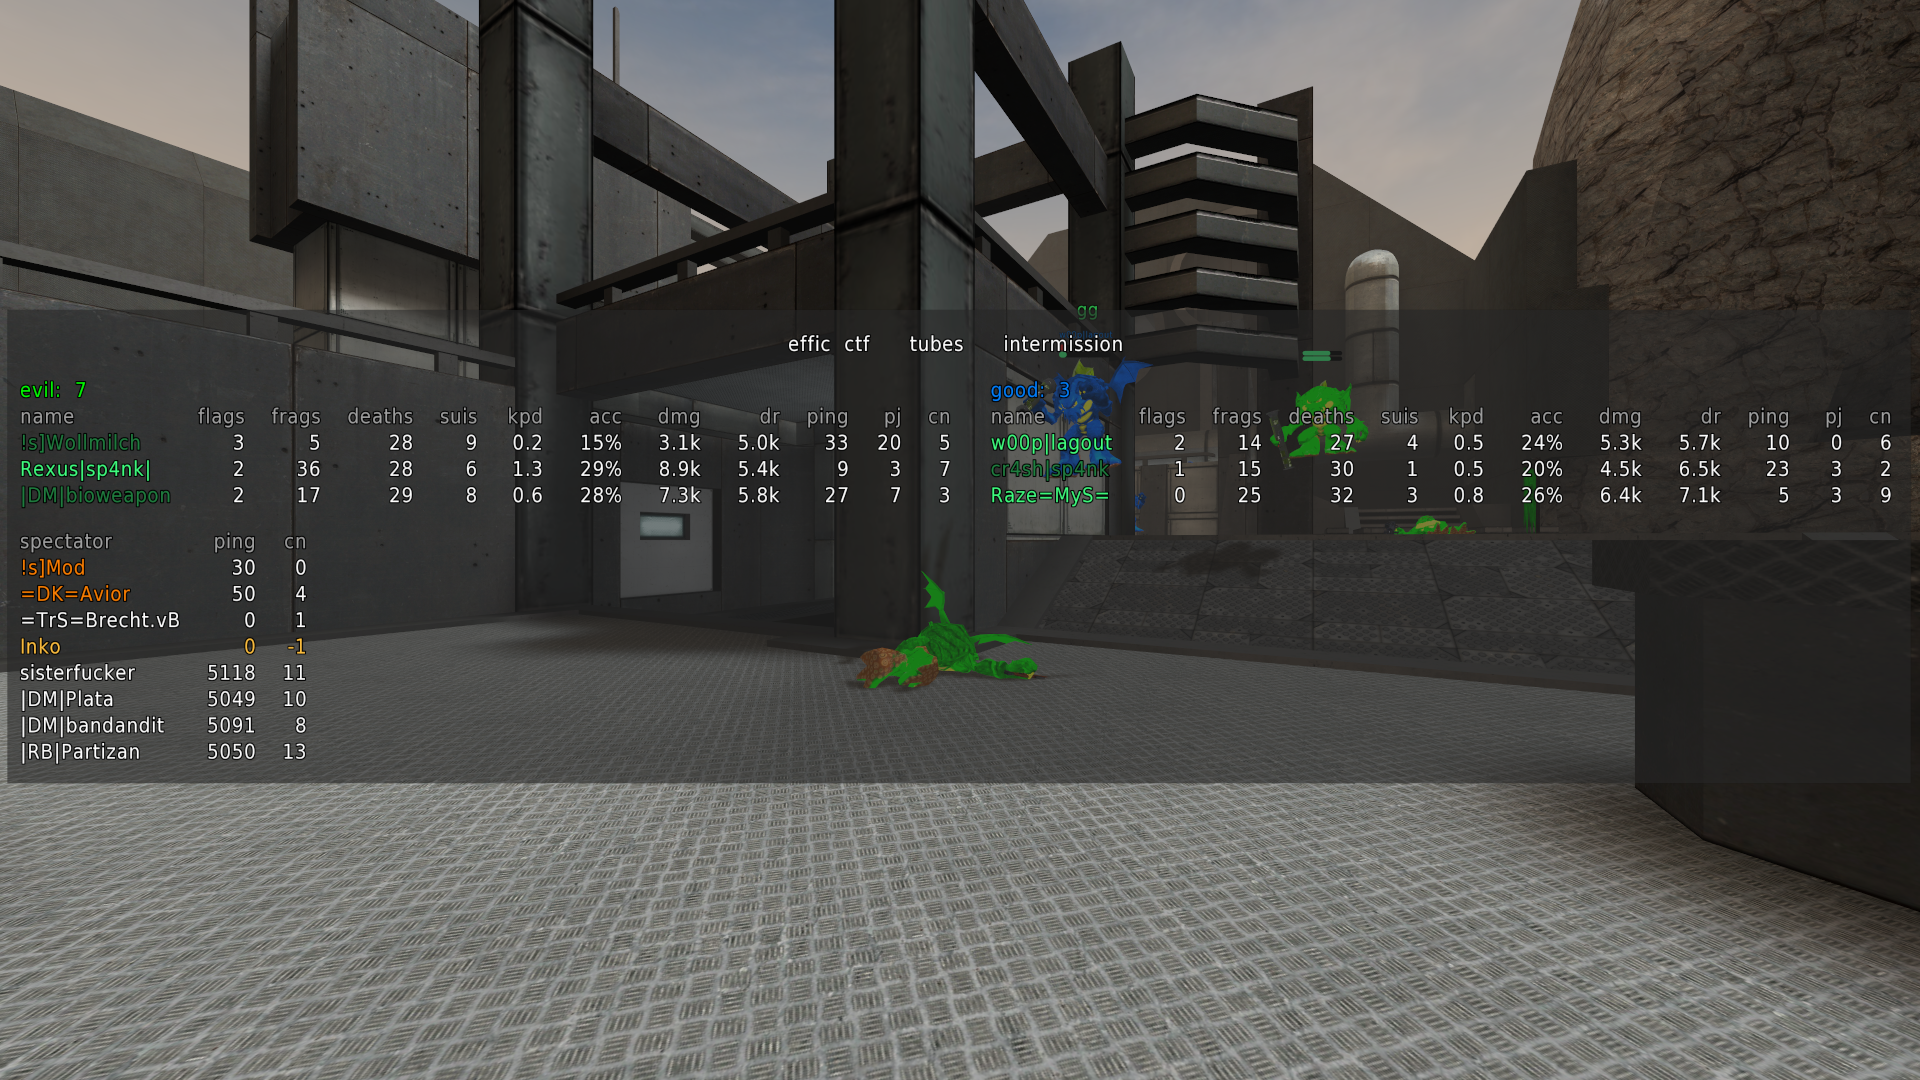 gg
effic ctf tubes intermission
evil: 7
name flags frags deaths suis kpd acc dmg dr ping pj cn
!s]Wollmilch 3 5 28 9 0.2 15% 3.1k 5.0k 33 20 5
Rexus|sp4nk| 2 36 28 6 1.3 29% 8.9k 5.4k 9 3 7
|DM|bioweapon 2 17 29 8 0.6 28% 7.3k 5.8k 27 7 3
good: 3
name flags frags deaths suis kpd acc dmg dr ping pj cn
w00p|lagout 2 14 27 4 0.5 24% 5.3k 5.7k 10 0 6
cr4sh|sp4nk 1 15 30 1 0.5 20% 4.5k 6.5k 23 3 2
Raze=MyS= 0 25 32 3 0.8 26% 6.4k 7.1k 5 3 9
spectator ping cn
!s]Mod 30 0
=DK=Avior 50 4
=TrS=Brecht.vB 0 1
Inko 0 -1
sisterfucker 5118 11
|DM|Plata 5049 10
|DM|bandandit 5091 8
|RB|Partizan 5050 13